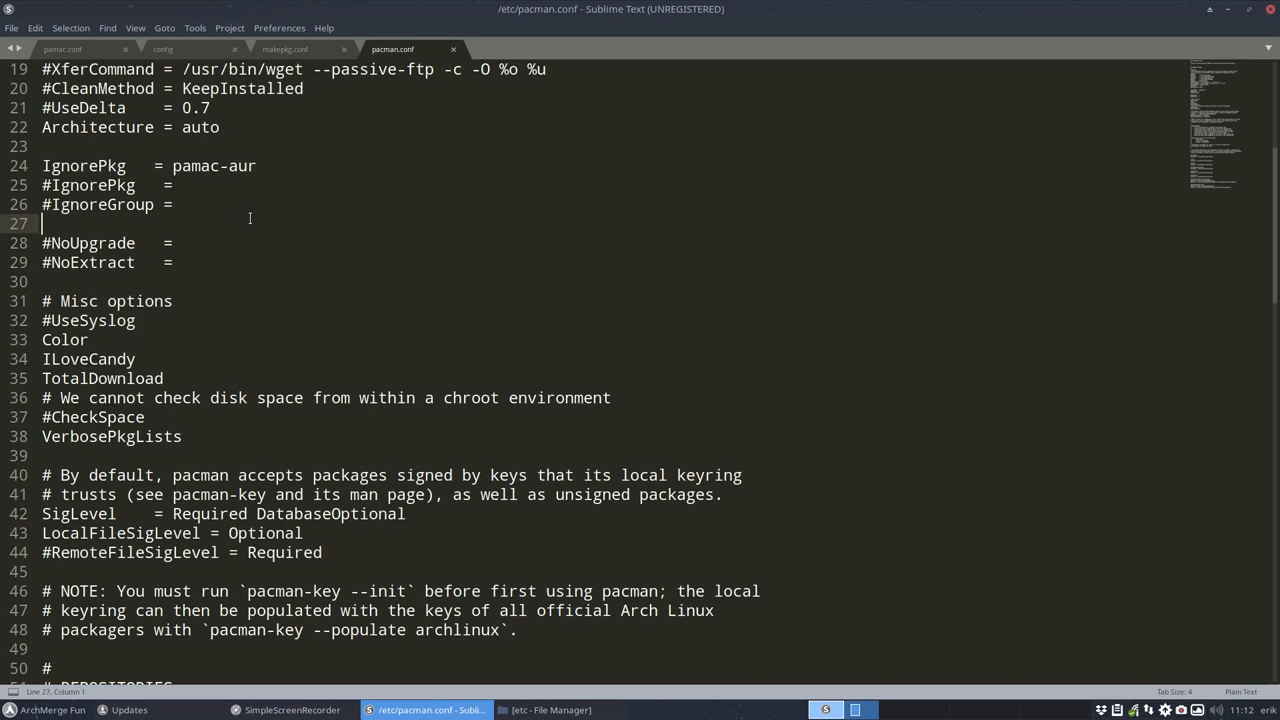 /etc/pacman.conf - Sublime Text (UNREGISTERED)
File Edit Selection Find View Goto Tools Project Preferences Help
pamac.conf config makepkg.conf pacman.conf
19 #XferCommand = /usr/bin/wget --passive-ftp -c -O %o %u
20 #CleanMethod = KeepInstalled
21 #UseDelta    = 0.7
22 Architecture = auto
23
24 IgnorePkg   = pamac-aur
25 #IgnorePkg   =
26 #IgnoreGroup =
27
28 #NoUpgrade   =
29 #NoExtract   =
30
31 # Misc options
32 #UseSyslog
33 Color
34 ILoveCandy
35 TotalDownload
36 # We cannot check disk space from within a chroot environment
37 #CheckSpace
38 VerbosePkgLists
39
40 # By default, pacman accepts packages signed by keys that its local keyring
41 # trusts (see pacman-key and its man page), as well as unsigned packages.
42 SigLevel    = Required DatabaseOptional
43 LocalFileSigLevel = Optional
44 #RemoteFileSigLevel = Required
45
46 # NOTE: You must run `pacman-key --init` before first using pacman; the local
47 # keyring can then be populated with the keys of all official Arch Linux
48 # packagers with `pacman-key --populate archlinux`.
49
50 #
# REPOSITORIES
Line 27, Column 1 Tab Size: 4 Plain Text
ArchMerge Fun Updates SimpleScreenRecorder /etc/pacman.conf - Subli... [etc - File Manager] 11:12 erik